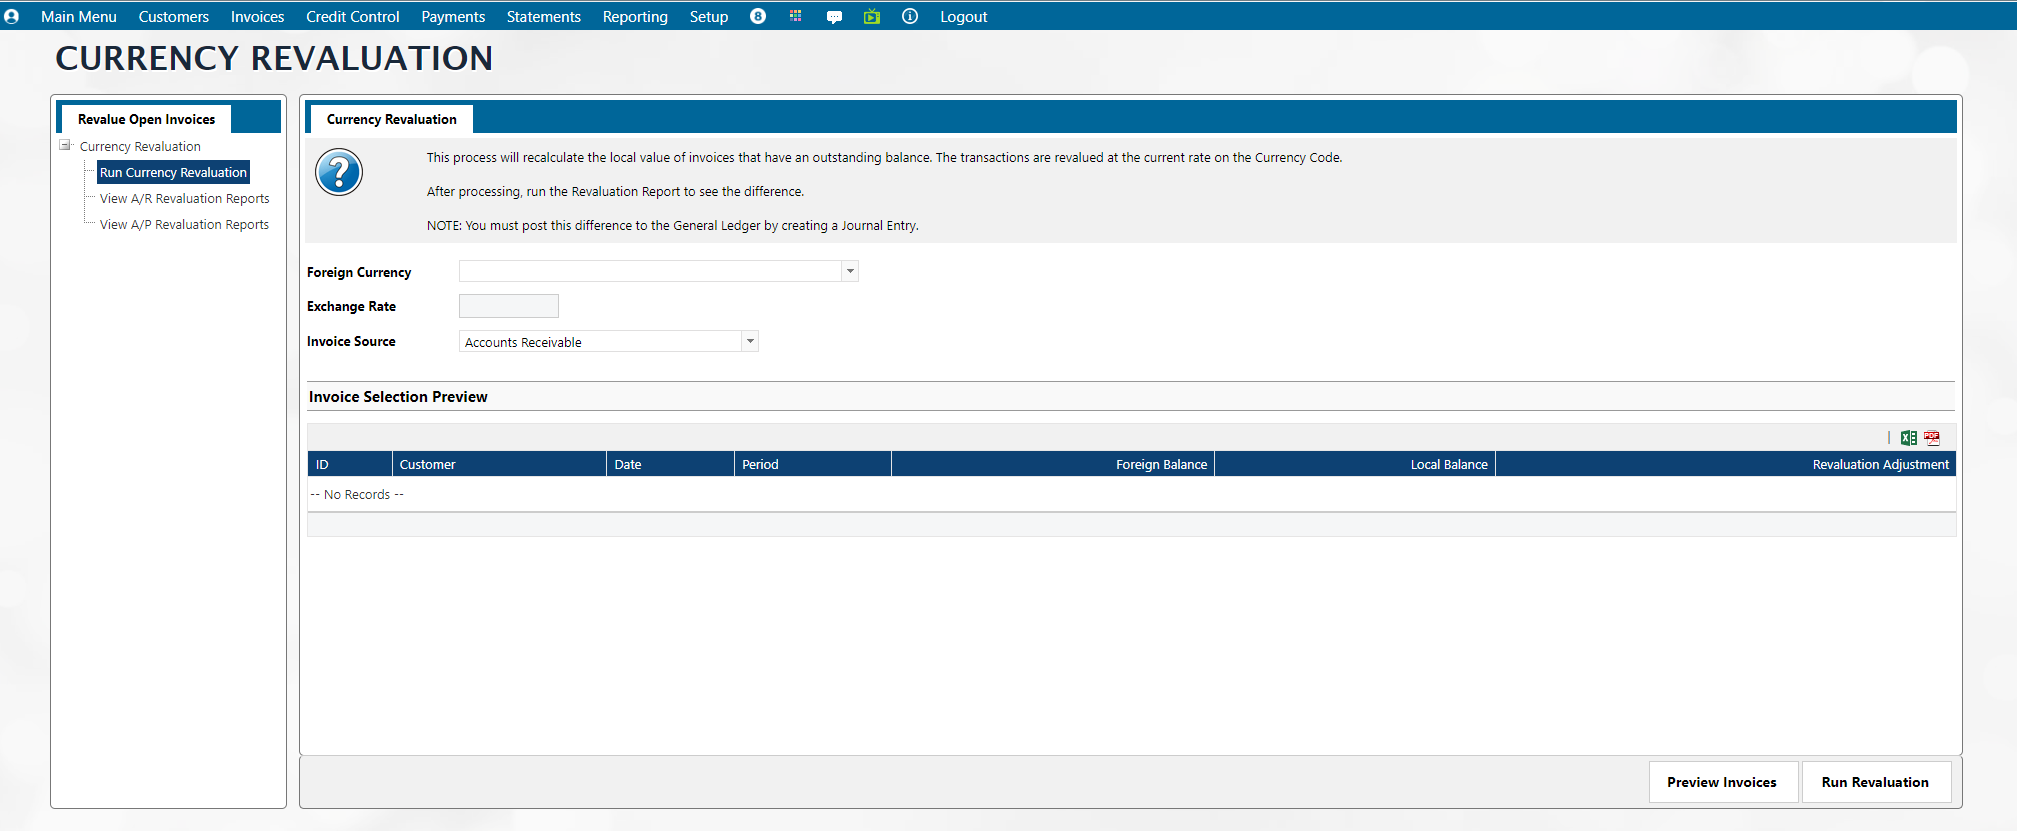 Main Menu Customers Invoices Credit Control Payments Statements Reporting Setup 8 Logout
CURRENCY REVALUATION
Revalue Open Invoices
Currency Revaluation
Run Currency Revaluation
View A/R Revaluation Reports
View A/P Revaluation Reports
Currency Revaluation
This process will recalculate the local value of invoices that have an outstanding balance. The transactions are revalued at the current rate on the Currency Code.
After processing, run the Revaluation Report to see the difference.
NOTE: You must post this difference to the General Ledger by creating a Journal Entry.
Foreign Currency
Exchange Rate
Invoice Source Accounts Receivable
Invoice Selection Preview
PDF
ID Customer Date Period Foreign Balance Local Balance Revaluation Adjustment
-- No Records --
Preview Invoices Run Revaluation